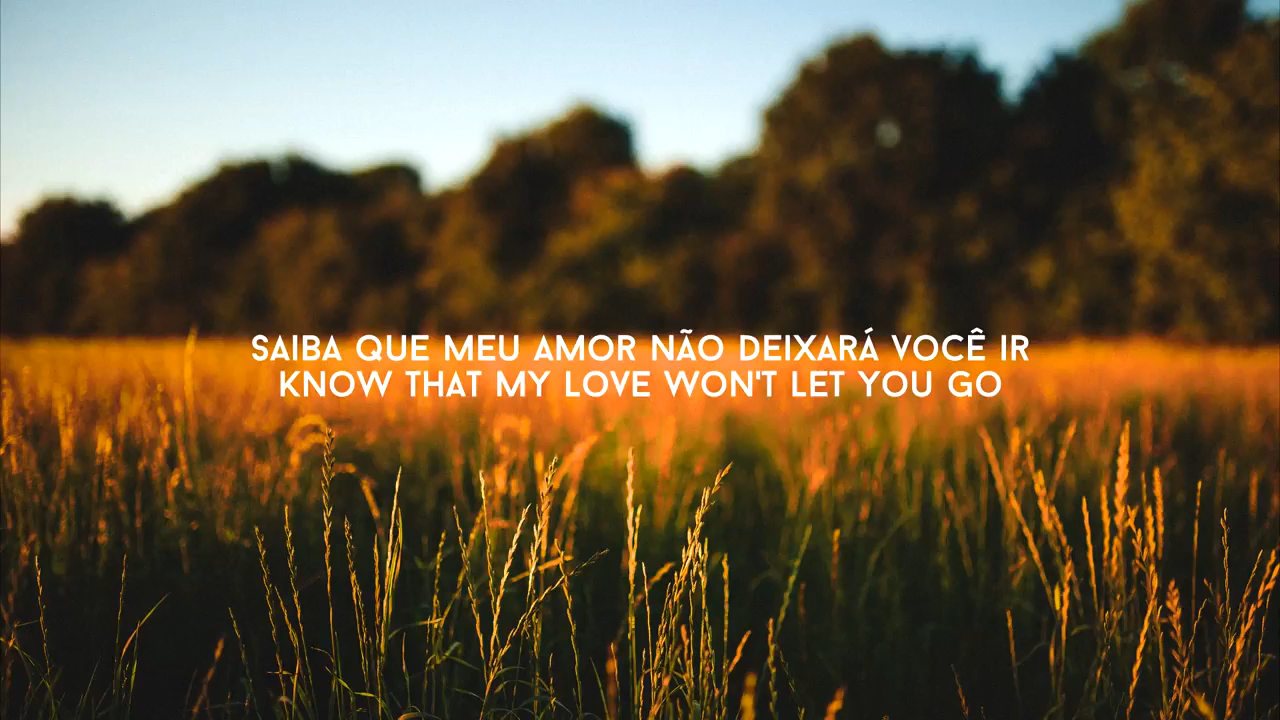 SAIBA QUE MEU AMOR NÃO DEIXARÁ VOCÊ IR
KNOW THAT MY LOVE WON'T LET YOU GO